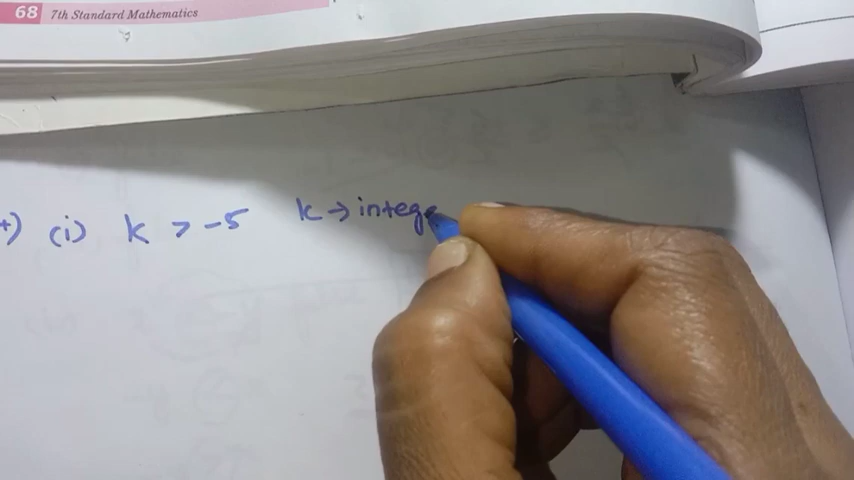 68 7th Standard Mathematics
(i) k > -5 k → intege